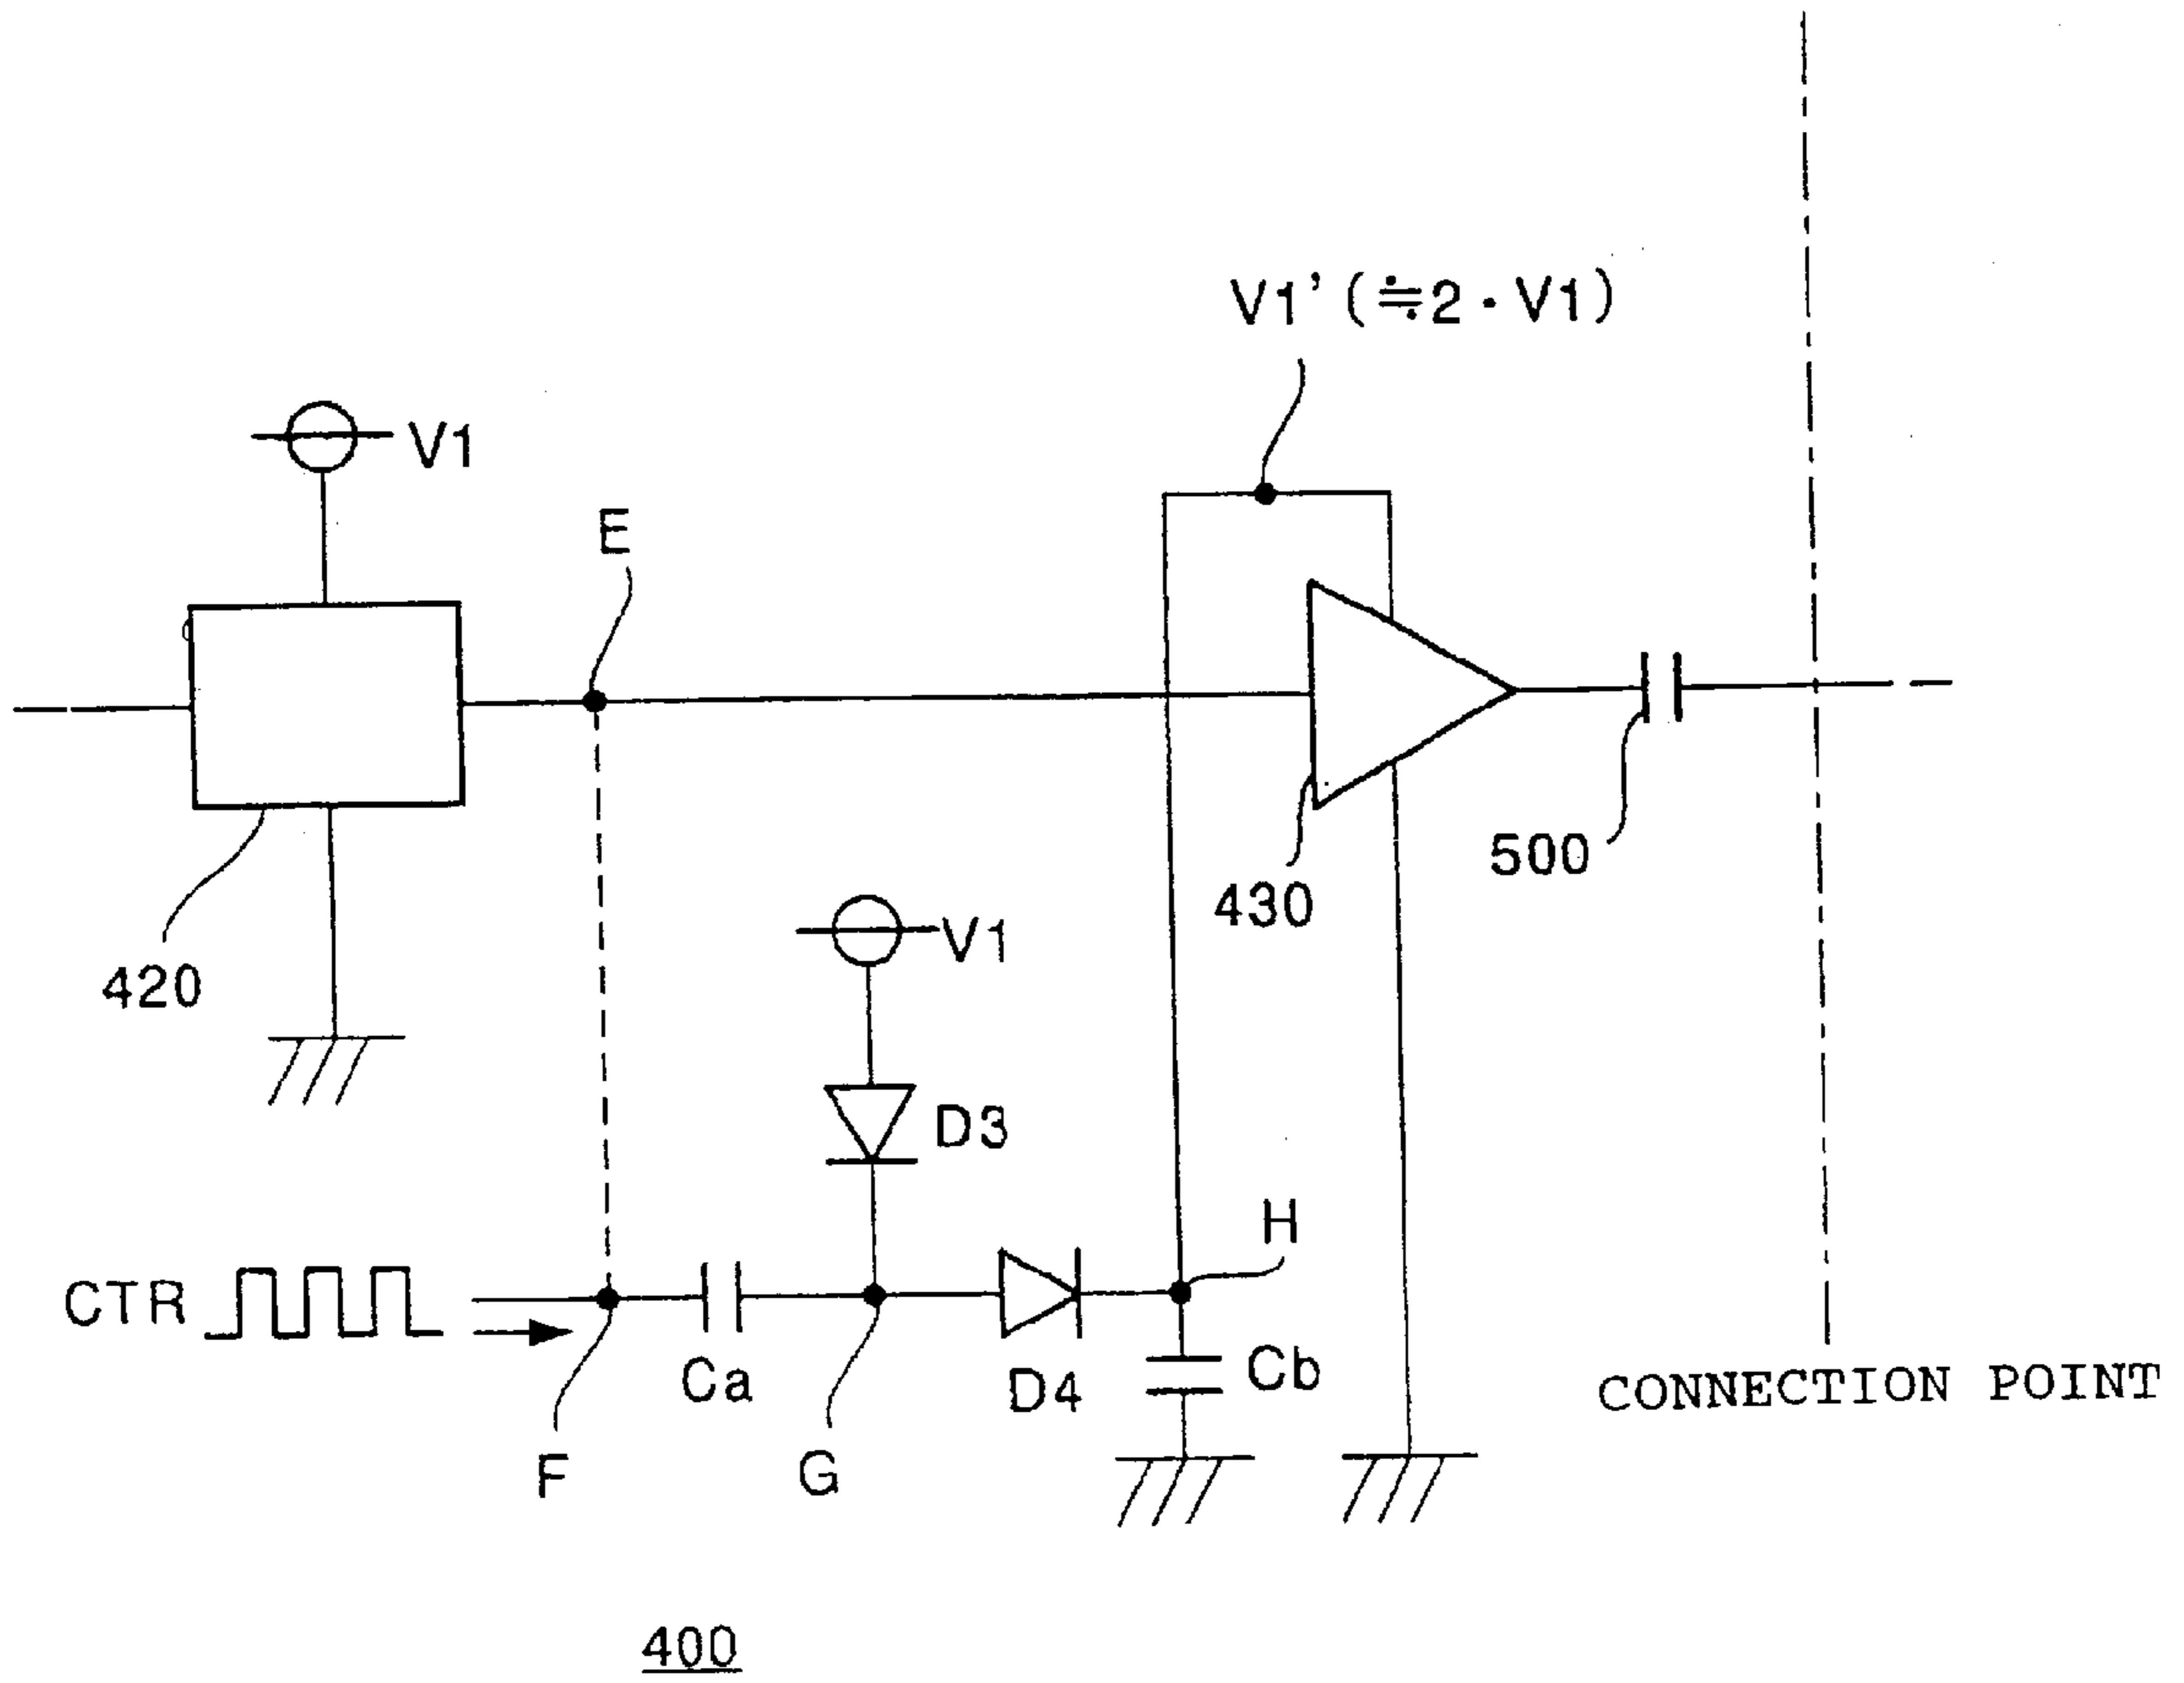 V1' (≒2・V1)
V1
E
500
430
V1
420
D3
H
CTR
Ca
D4
Cb
CONNECTION POINT
F
G
400